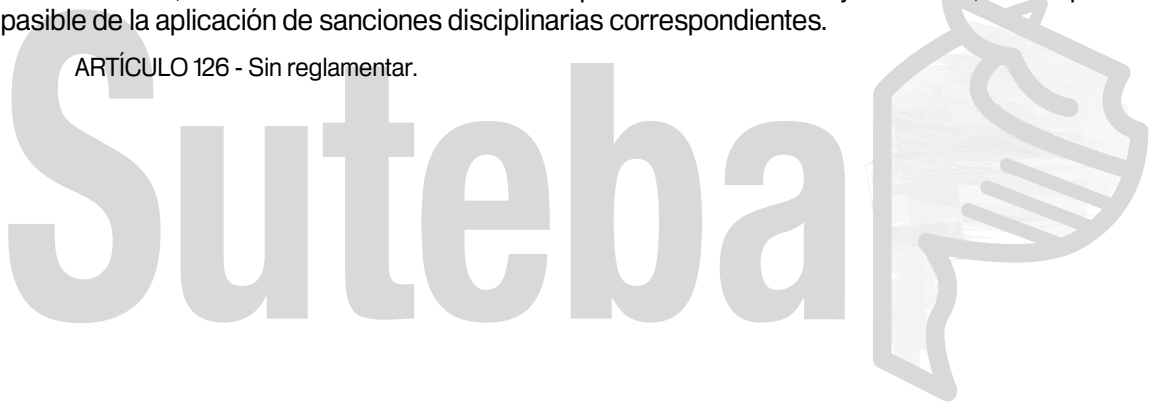 pasible de la aplicación de sanciones disciplinarias correspondientes.
ARTÍCULO 126 - Sin reglamentar.
Suteba